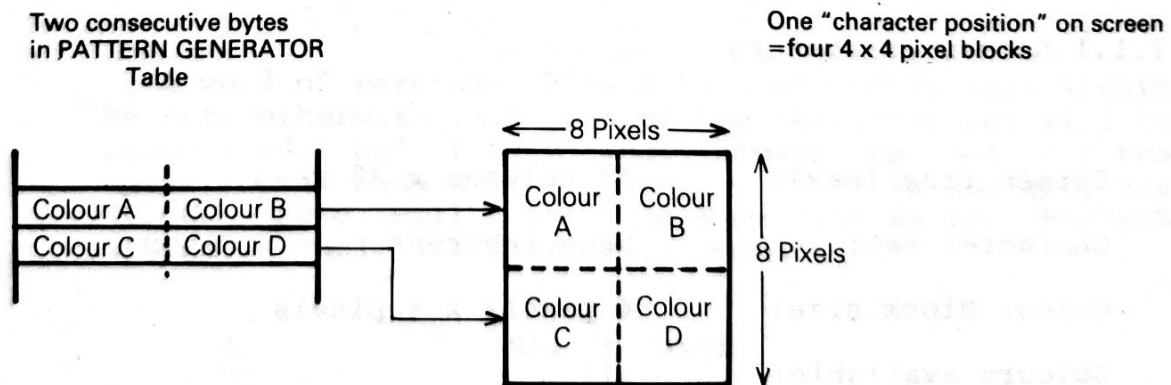 Two consecutive bytes
in PATTERN GENERATOR
Table
One “character position” on screen
=four 4 x 4 pixel blocks
8 Pixels
Colour A Colour B
Colour C Colour D
Colour
A
Colour
B
Colour
C
Colour
D
8 Pixels